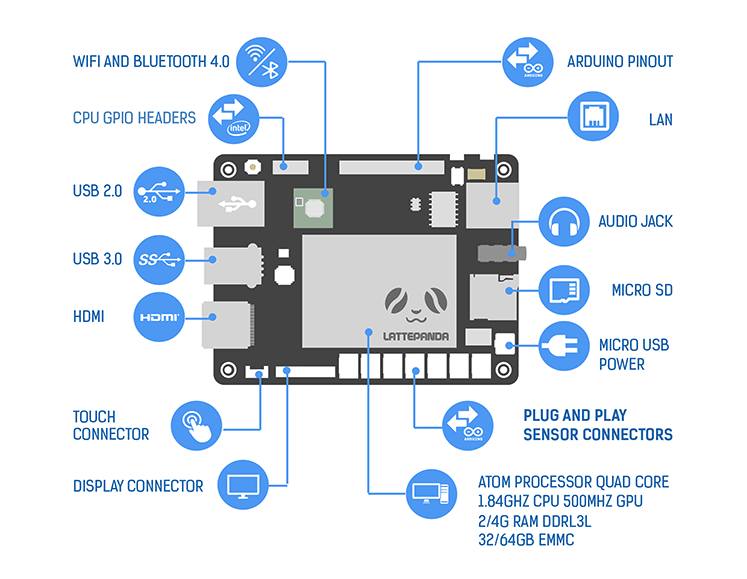 WIFI AND BLUETOOTH 4.0
ARDUINO
ARDUINO PINOUT
CPU GPIO HEADERS
intel
LAN
USB 2.0
2.0
AUDIO JACK
USB 3.0
SS
MICRO SD
HDMI
HDMI
LATTEPANDA
MICRO USB
POWER
TOUCH
CONNECTOR
ARDUINO
PLUG AND PLAY
SENSOR CONNECTORS
DISPLAY CONNECTOR
ATOM PROCESSOR QUAD CORE
1.84GHZ CPU 500MHZ GPU
2/4G RAM DDRL3L
32/64GB EMMC